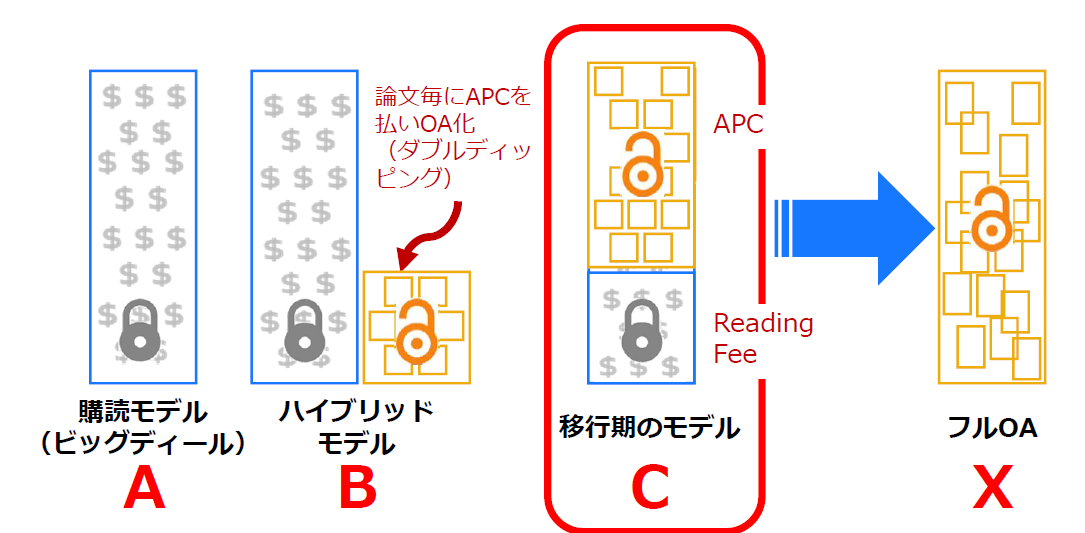 論文毎にAPCを
払いOA化
（ダブルディッ
ピング）
APC
Reading
Fee
購読モデル
（ビッグディール）
A
ハイブリッド
モデル
B
移行期のモデル
C
フルOA
X